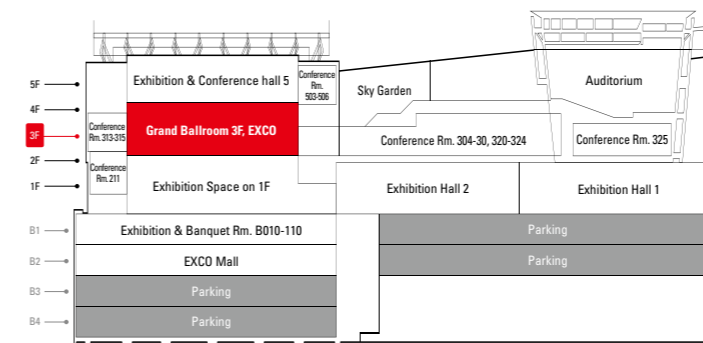 5F
Exhibition & Conference hall 5
Conference
Rm.
503-506
Sky Garden
Auditorium
4F
3F
Conference
Rm. 313-315
Grand Ballroom 3F, EXCO
Conference Rm. 304-30, 320-324
Conference Rm. 325
2F
Conference
Rm. 211
1F
Exhibition Space on 1F
Exhibition Hall 2
Exhibition Hall 1
B1
Exhibition & Banquet Rm. B010-110
Parking
B2
EXCO Mall
Parking
B3
Parking
B4
Parking